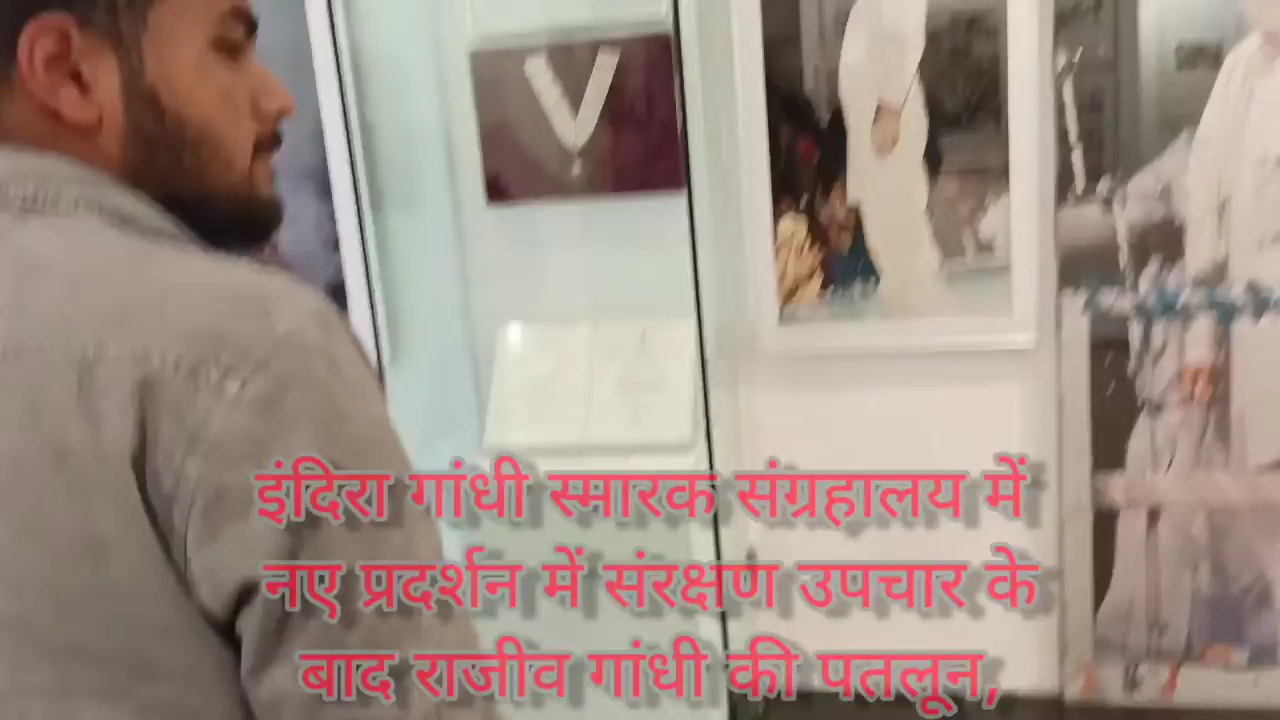 इंदिरा गांधी स्मारक संग्रहालय में
नए प्रदर्शन में संरक्षण उपचार के
बाद राजीव गांधी की पतलून,